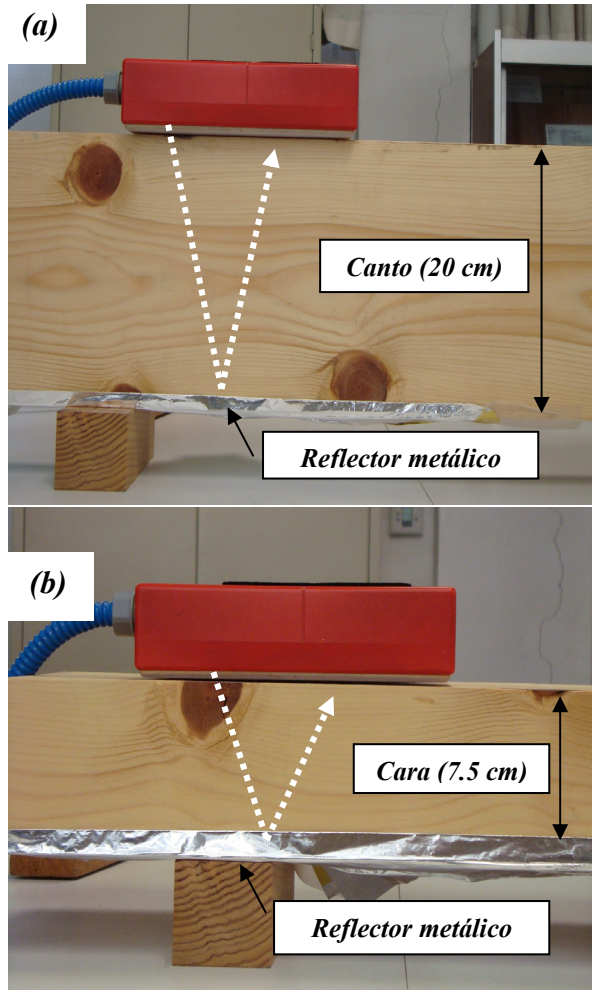 (a)
Canto (20 cm)
Reflector metálico
(b)
Cara (7.5 cm)
Reflector metálico